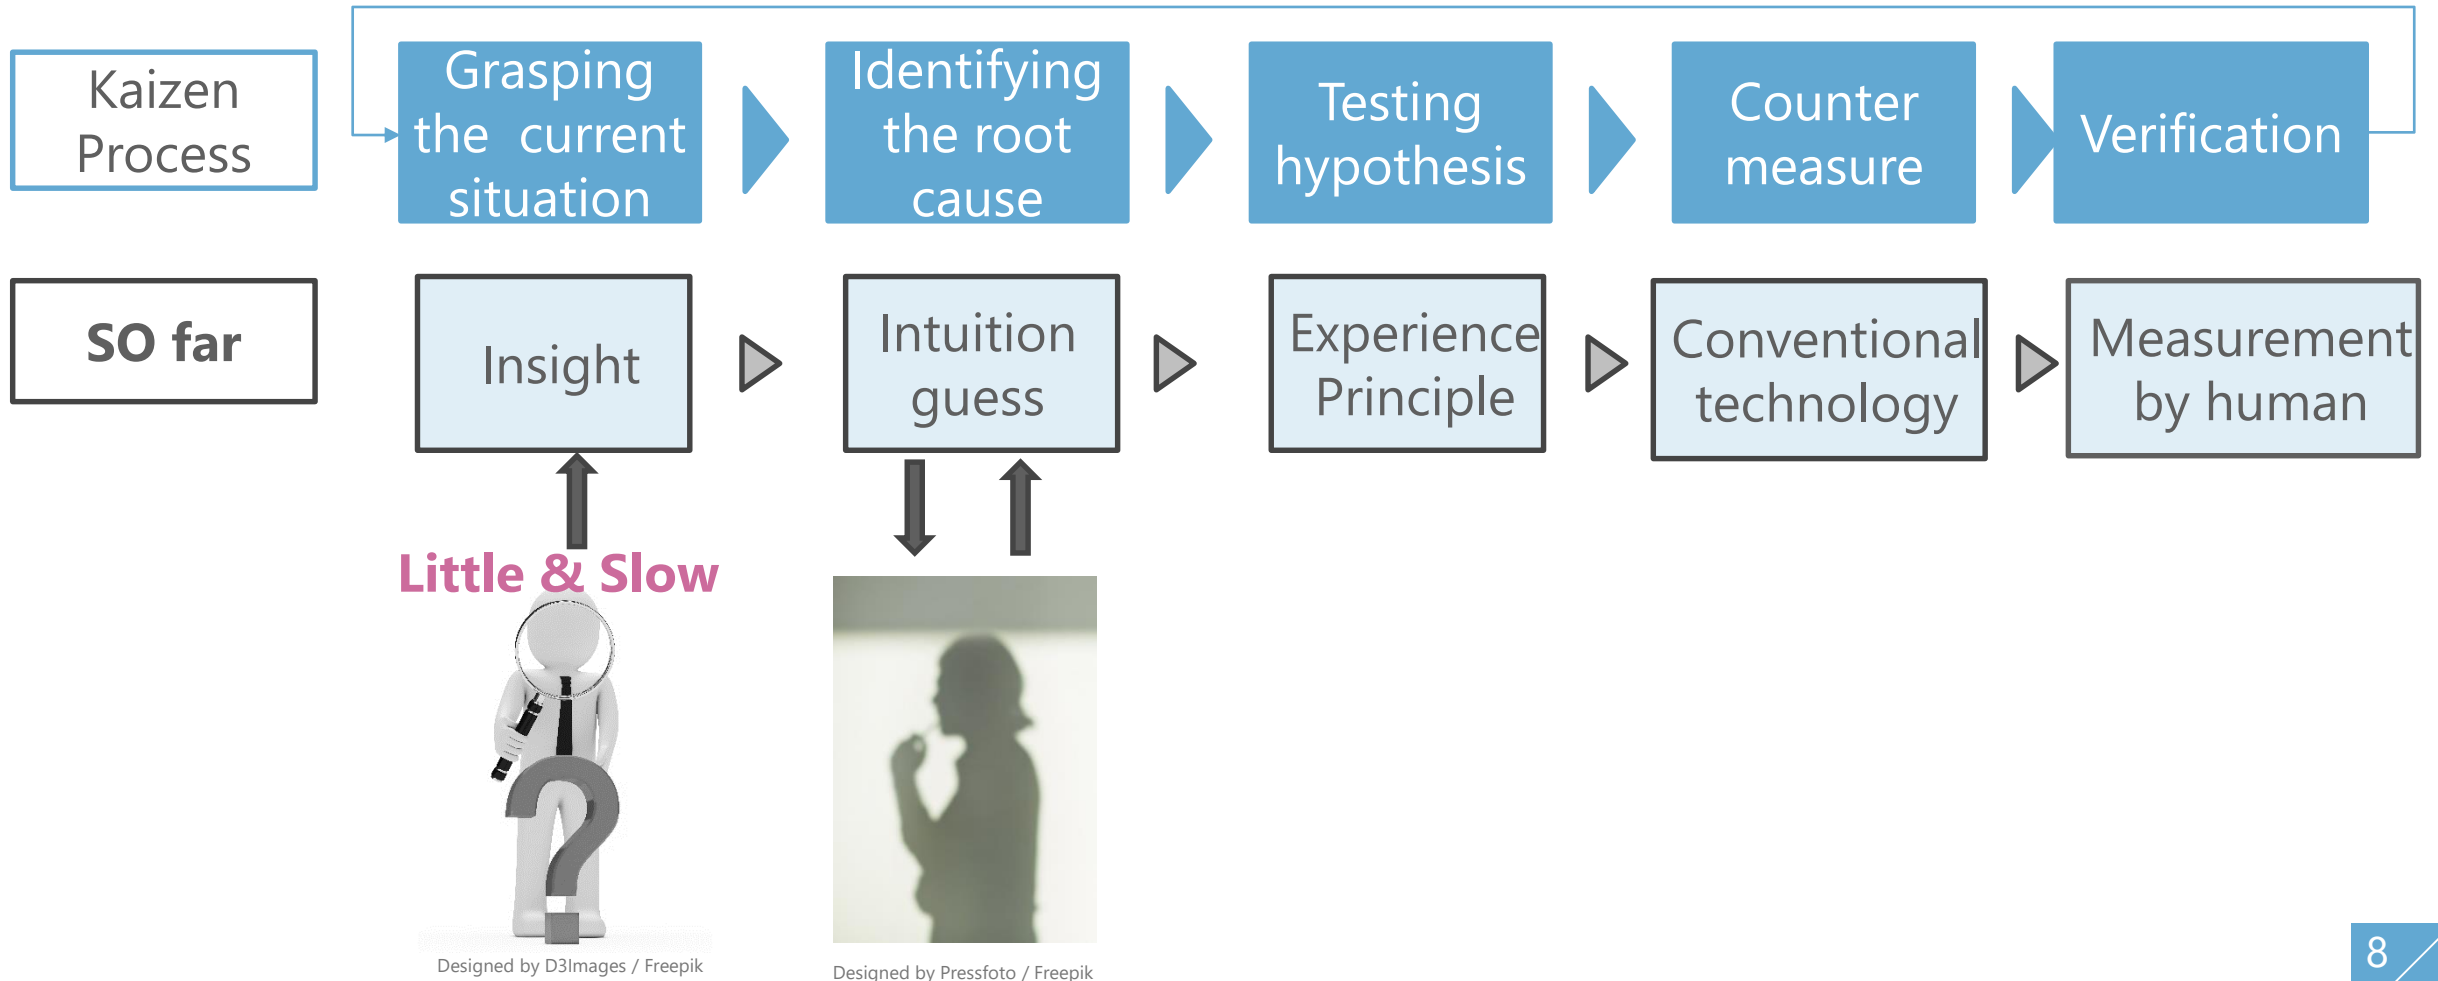 Kaizen
Process
Grasping
the current
situation
Identifying
the root
cause
Testing
hypothesis
Counter
measure
Verification
SO far
Insight
Intuition
guess
Experience
Principle
Conventional
technology
Measurement
by human
Little & Slow
Designed by D3Images / Freepik
Designed by Pressfoto / Freepik
8